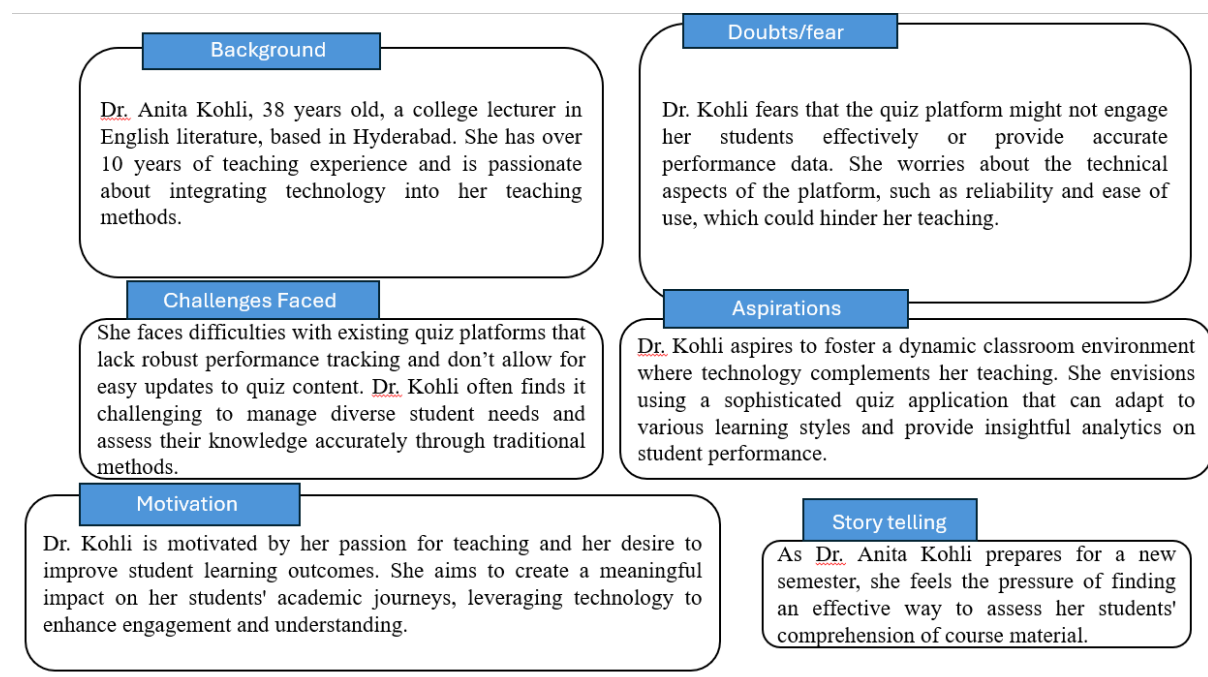 Background
Dr. Anita Kohli, 38 years old, a college lecturer in
English literature, based in Hyderabad. She has over
10 years of teaching experience and is passionate
about integrating technology into her teaching
methods.
Doubts/fear
Dr. Kohli fears that the quiz platform might not engage
her students effectively or provide accurate
performance data. She worries about the technical
aspects of the platform, such as reliability and ease of
use, which could hinder her teaching.
Challenges Faced
She faces difficulties with existing quiz platforms that
lack robust performance tracking and don’t allow for
easy updates to quiz content. Dr. Kohli often finds it
challenging to manage diverse student needs and
assess their knowledge accurately through traditional
methods.
Aspirations
Dr. Kohli aspires to foster a dynamic classroom environment
where technology complements her teaching. She envisions
using a sophisticated quiz application that can adapt to
various learning styles and provide insightful analytics on
student performance.
Motivation
Dr. Kohli is motivated by her passion for teaching and her desire to
improve student learning outcomes. She aims to create a meaningful
impact on her students' academic journeys, leveraging technology to
enhance engagement and understanding.
Story telling
As Dr. Anita Kohli prepares for a new
semester, she feels the pressure of finding
an effective way to assess her students'
comprehension of course material.